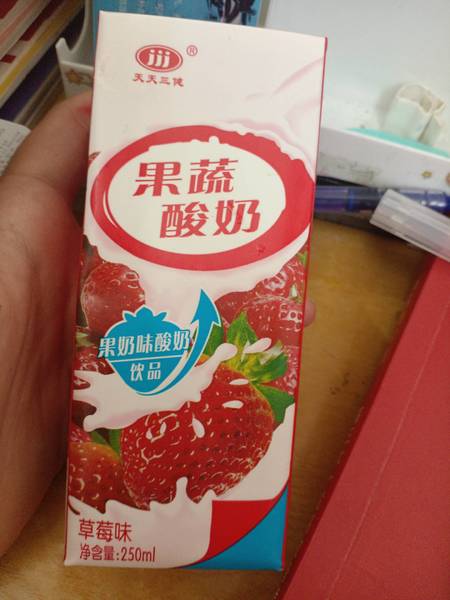 jjj®
天天三健
果蔬
酸奶
果奶味酸奶
饮品
草莓味
净含量:250ml